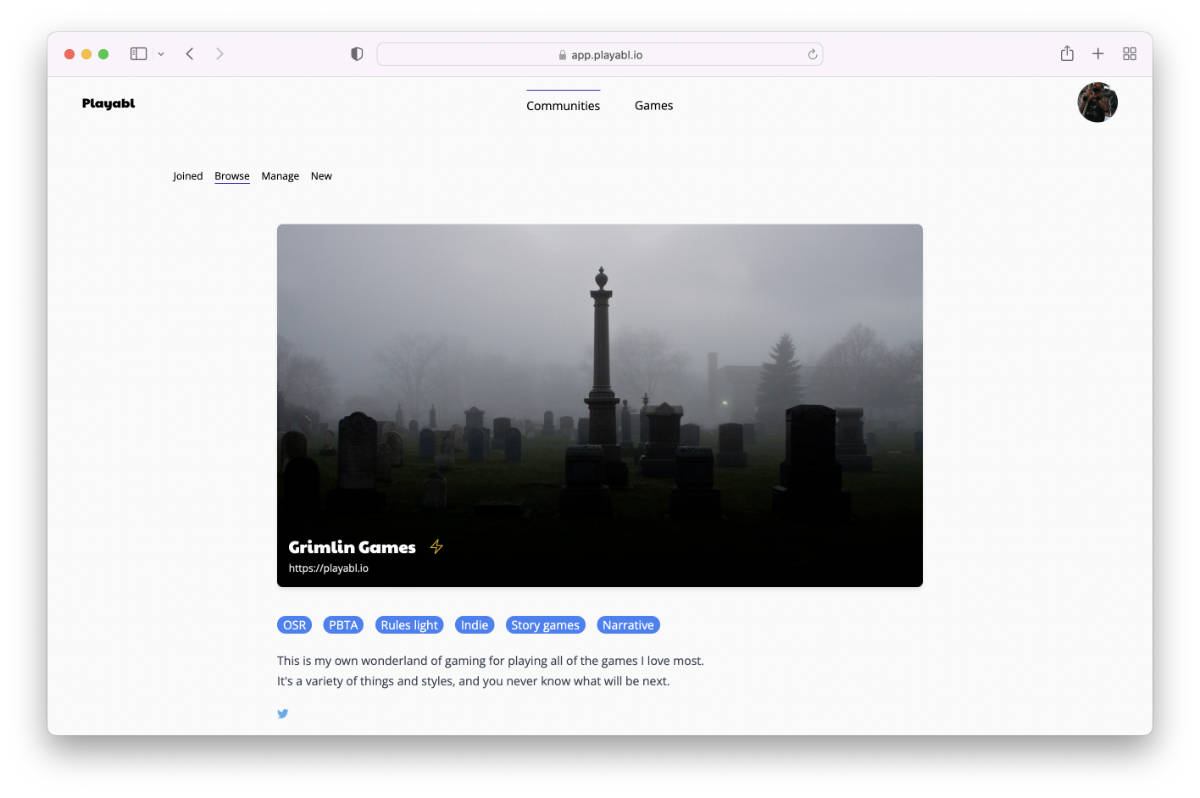 app.playabl.io
Playabl
Communities Games
Joined Browse Manage New
Grimlin Games
https://playabl.io
OSR PBTA Rules light Indie Story games Narrative
This is my own wonderland of gaming for playing all of the games I love most.
It's a variety of things and styles, and you never know what will be next.